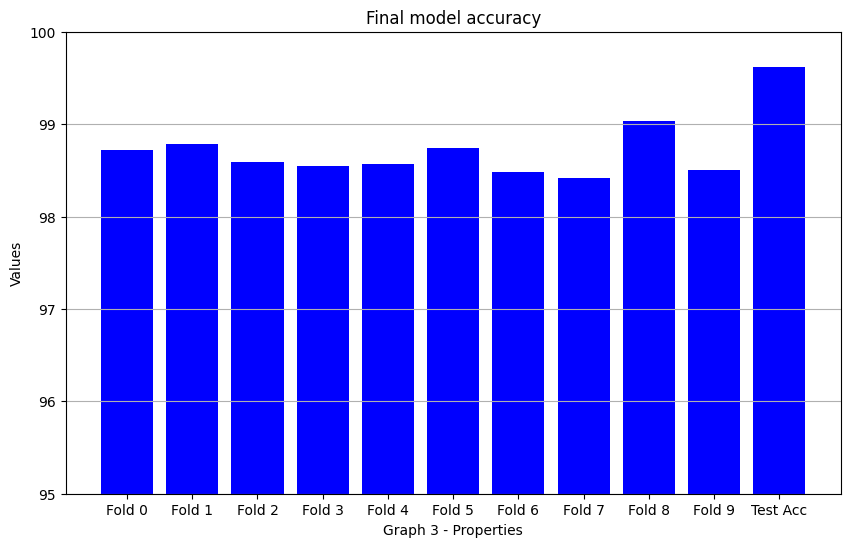 Final model accuracy
100
99
98
97
96
95
Values
Fold 0 Fold 1 Fold 2 Fold 3 Fold 4 Fold 5 Fold 6 Fold 7 Fold 8 Fold 9 Test Acc
Graph 3 - Properties